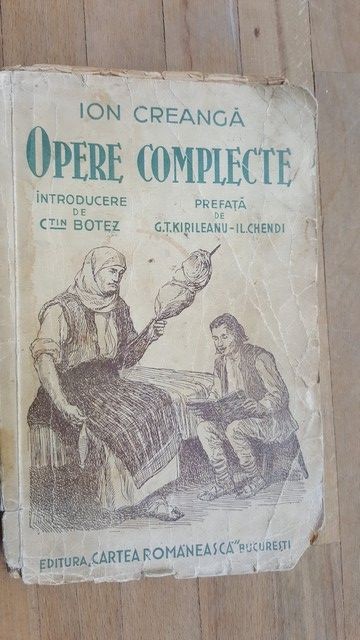 ION CREANGĂ
OPERE COMPLECTE
INTRODUCERE
DE
CTIN BOTEZ
PREFAȚĂ
DE
G.T.KIRILEANU-IL.CHENDI
EDITURA „CARTEA ROMÂNEASCĂ” BUCUREȘTI